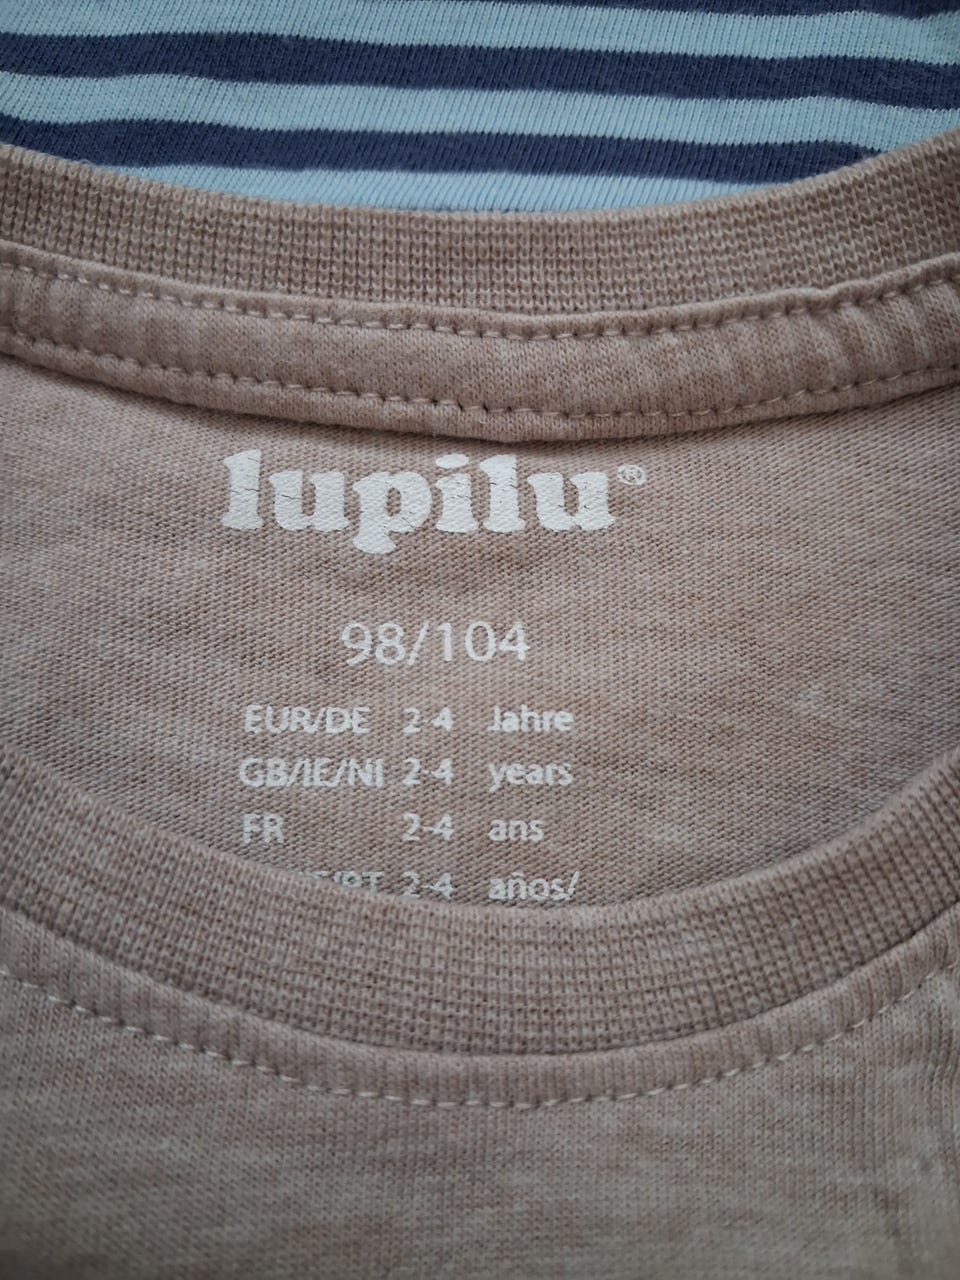 lupilu®
98/104
EUR/DE 2-4 Jahre
GB/IE/NI 2-4 years
FR 2-4 ans
2-4 años/